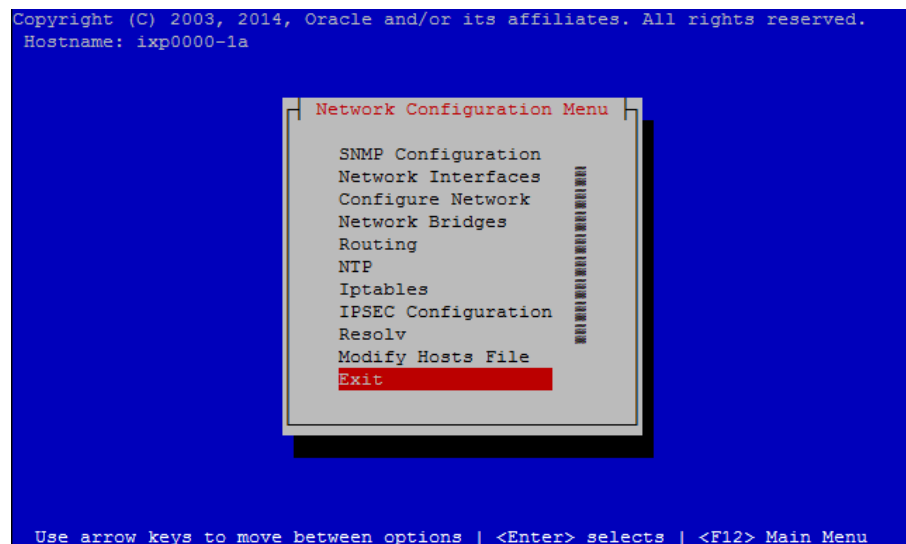 Copyright (C) 2003, 2014, Oracle and/or its affiliates. All rights reserved.
Hostname: ixp0000-1a
Network Configuration Menu
SNMP Configuration
Network Interfaces
Configure Network
Network Bridges
Routing
NTP
Iptables
IPSEC Configuration
Resolv
Modify Hosts File
Exit
Use arrow keys to move between options | <Enter> selects | <F12> Main Menu